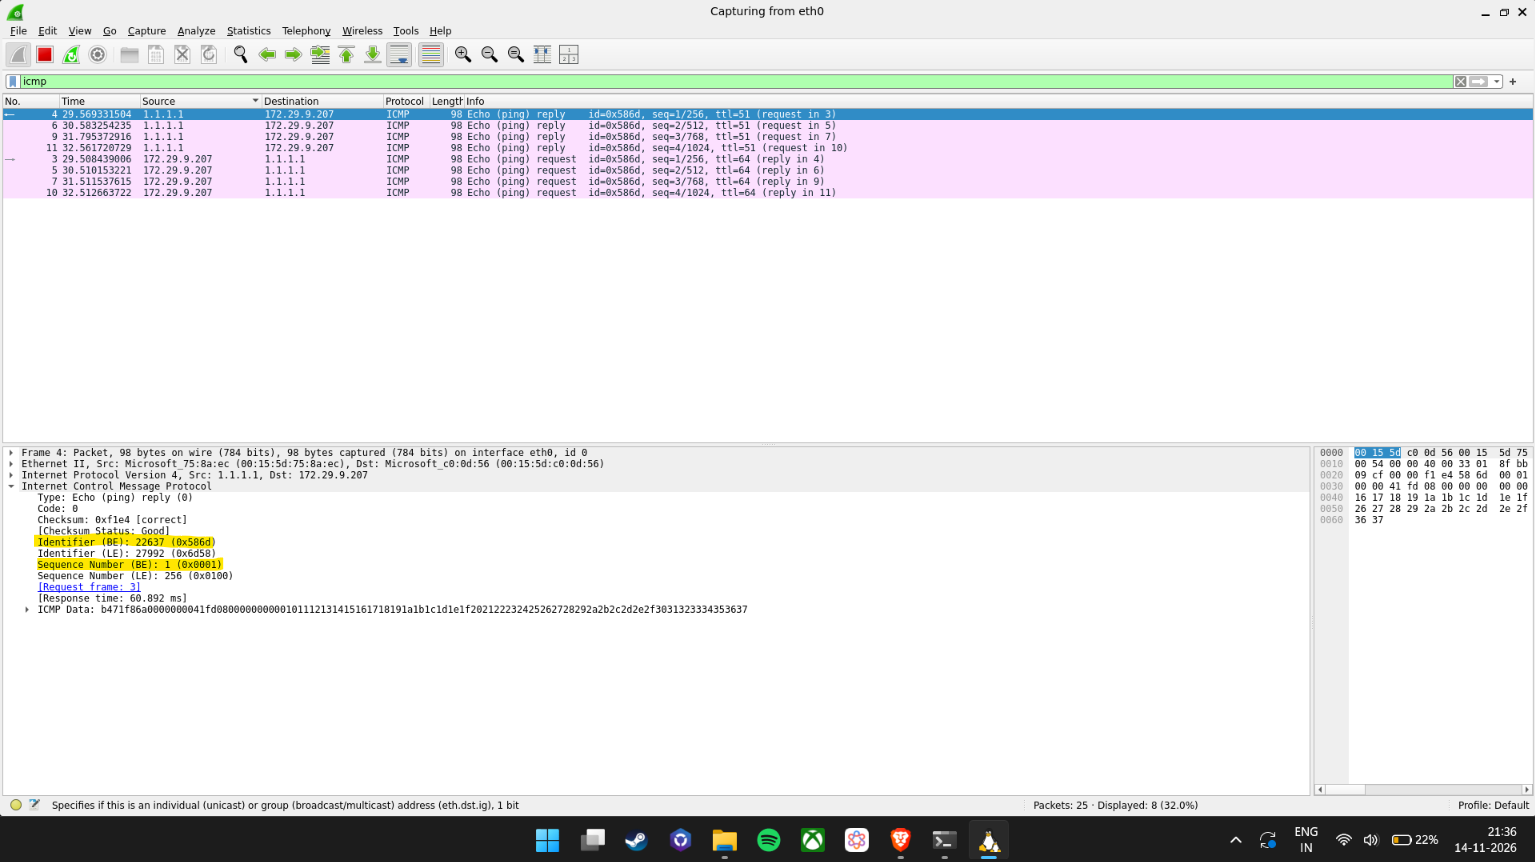 Capturing from eth0
File Edit View Go Capture Analyze Statistics Telephony Wireless Tools Help
icmp
No. Time Source Destination Protocol Length Info
4 29.569331504 1.1.1.1 172.29.9.207 ICMP 98 Echo (ping) reply id=0x586d, seq=1/256, ttl=51 (request in 3)
6 30.583254235 1.1.1.1 172.29.9.207 ICMP 98 Echo (ping) reply id=0x586d, seq=2/512, ttl=51 (request in 5)
9 31.795372916 1.1.1.1 172.29.9.207 ICMP 98 Echo (ping) reply id=0x586d, seq=3/768, ttl=51 (request in 7)
11 32.561720729 1.1.1.1 172.29.9.207 ICMP 98 Echo (ping) reply id=0x586d, seq=4/1024, ttl=51 (request in 10)
3 29.508439006 172.29.9.207 1.1.1.1 ICMP 98 Echo (ping) request id=0x586d, seq=1/256, ttl=64 (reply in 4)
5 30.510153221 172.29.9.207 1.1.1.1 ICMP 98 Echo (ping) request id=0x586d, seq=2/512, ttl=64 (reply in 6)
7 31.511537615 172.29.9.207 1.1.1.1 ICMP 98 Echo (ping) request id=0x586d, seq=3/768, ttl=64 (reply in 9)
10 32.512663722 172.29.9.207 1.1.1.1 ICMP 98 Echo (ping) request id=0x586d, seq=4/1024, ttl=64 (reply in 11)
Frame 4: Packet, 98 bytes on wire (784 bits), 98 bytes captured (784 bits) on interface eth0, id 0
Ethernet II, Src: Microsoft_75:8a:ec (00:15:5d:75:8a:ec), Dst: Microsoft_c0:0d:56 (00:15:5d:c0:0d:56)
Internet Protocol Version 4, Src: 1.1.1.1, Dst: 172.29.9.207
Internet Control Message Protocol
Type: Echo (ping) reply (0)
Code: 0
Checksum: 0xf1e4 [correct]
[Checksum Status: Good]
Identifier (BE): 22637 (0x586d)
Identifier (LE): 27992 (0x6d58)
Sequence Number (BE): 1 (0x0001)
Sequence Number (LE): 256 (0x0100)
[Request frame: 3]
[Response time: 60.892 ms]
ICMP Data: b471f86a0000000041fd080000000000101112131415161718191a1b1c1d1e1f202122232425262728292a2b2c2d2e2f3031323334353637
0000 00 15 5d c0 0d 56 00 15 5d 75
0010 00 54 00 00 40 00 33 01 8f bb
0020 09 cf 00 00 f1 e4 58 6d 00 01
0030 00 00 41 fd 08 00 00 00 00 00
0040 16 17 18 19 1a 1b 1c 1d 1e 1f
0050 26 27 28 29 2a 2b 2c 2d 2e 2f
0060 36 37
Specifies if this is an individual (unicast) or group (broadcast/multicast) address (eth.dst.ig), 1 bit
Packets: 25 · Displayed: 8 (32.0%)
Profile: Default
ENG
IN
22%
21:36
14-11-2026